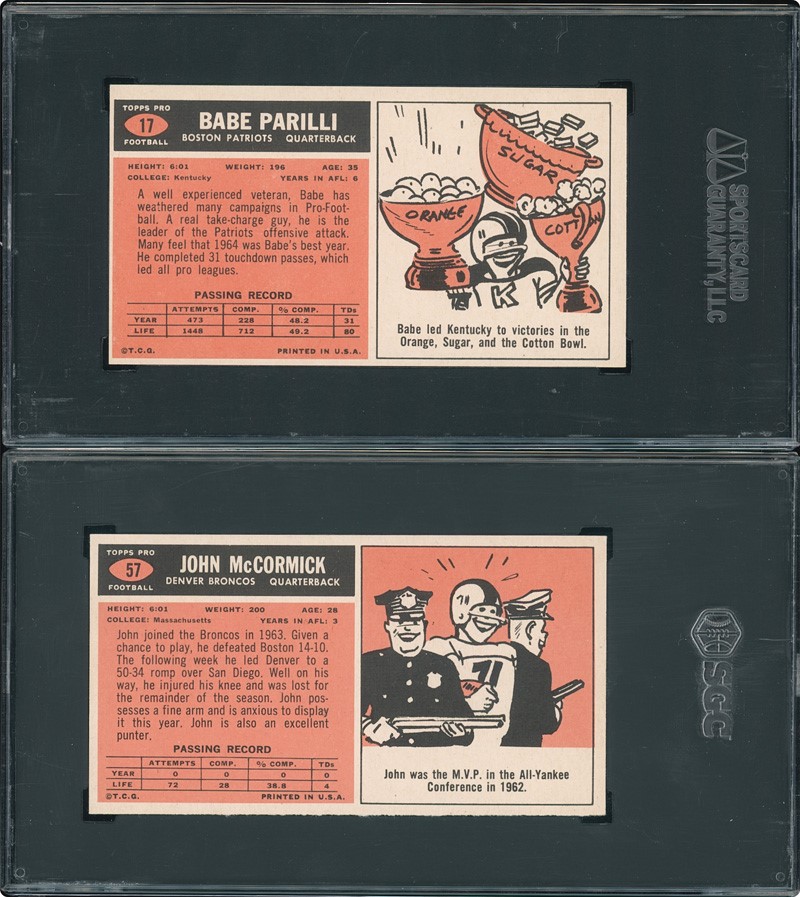 TOPPS PRO
17
FOOTBALL
BABE PARILLI
BOSTON PATRIOTS QUARTERBACK
HEIGHT: 6:01 WEIGHT: 196 AGE: 35
COLLEGE: Kentucky YEARS IN AFL: 6
A well experienced veteran, Babe has
weathered many campaigns in Pro-Foot-
ball. A real take-charge guy, he is the
leader of the Patriots offensive attack.
Many feel that 1964 was Babe's best year.
He completed 31 touchdown passes, which
led all pro leagues.
PASSING RECORD
ATTEMPTS COMP. % COMP. TDs
YEAR 473 228 48.2 31
LIFE 1448 712 49.2 80
©T.C.G. PRINTED IN U.S.A.
SUGAR
ORANGE
COTTON
K
Babe led Kentucky to victories in the
Orange, Sugar, and the Cotton Bowl.
SPORTSCARD
GUARANTY, LLC
TOPPS PRO
57
FOOTBALL
JOHN McCORMICK
DENVER BRONCOS QUARTERBACK
HEIGHT: 6:01 WEIGHT: 200 AGE: 28
COLLEGE: Massachusetts YEARS IN AFL: 3
John joined the Broncos in 1963. Given a
chance to play, he defeated Boston 14-10.
The following week he led Denver to a
50-34 romp over San Diego. Well on his
way, he injured his knee and was lost for
the remainder of the season. John pos-
sesses a fine arm and is anxious to display
it this year. John is also an excellent
punter.
PASSING RECORD
ATTEMPTS COMP. % COMP. TDs
YEAR 0 0 0 0
LIFE 72 28 38.8 4
©T.C.G. PRINTED IN U.S.A.
71
71
John was the M.V.P. in the All-Yankee
Conference in 1962.
SGC